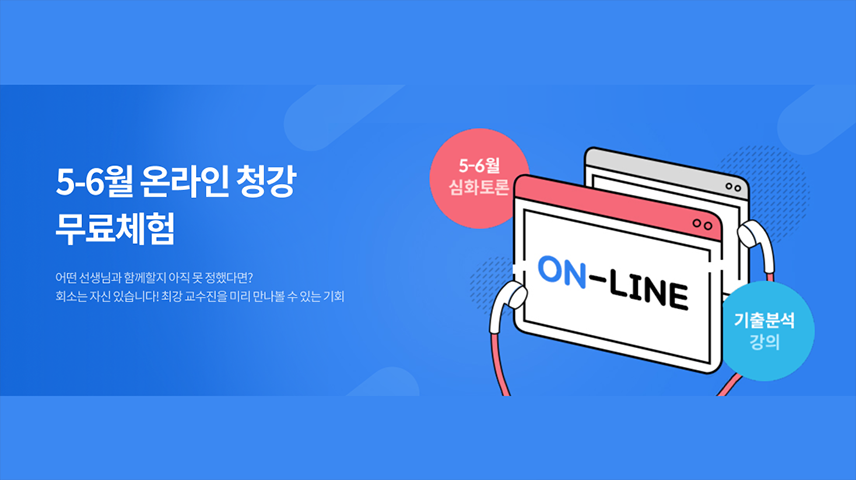 5-6월 온라인 청강
무료체험
어떤 선생님과 함께할지 아직 못 정했다면?
회소는 자신 있습니다! 최강 교수진을 미리 만나볼 수 있는 기회
5-6월
심화토론
ON-LINE
기출분석
강의